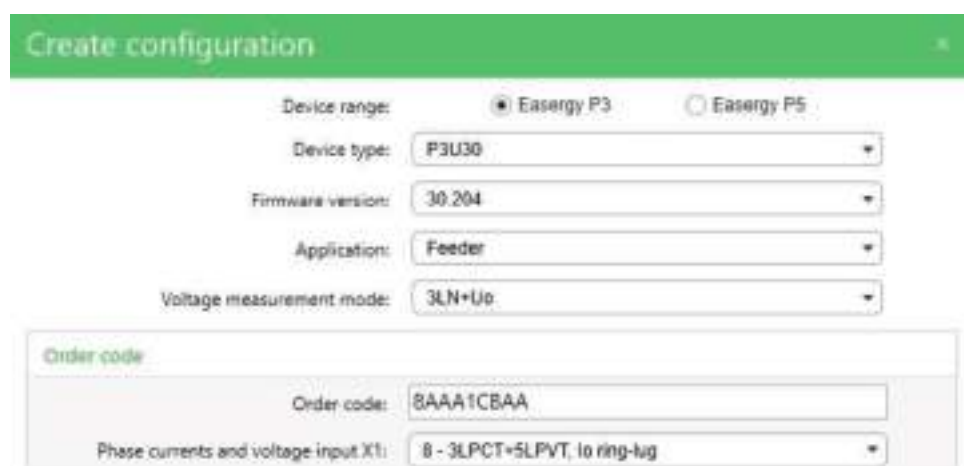 Create configuration ×
Device range: Easergy P3 Easergy P5
Device type: P3U30
Firmware version: 30.204
Application: Feeder
Voltage measurement mode: 3LN+Uo
Order code
Order code: 8AAA1CBAA
Phase currents and voltage input X1: 8 - 3LPCT+5LPVT, Io ring-lug